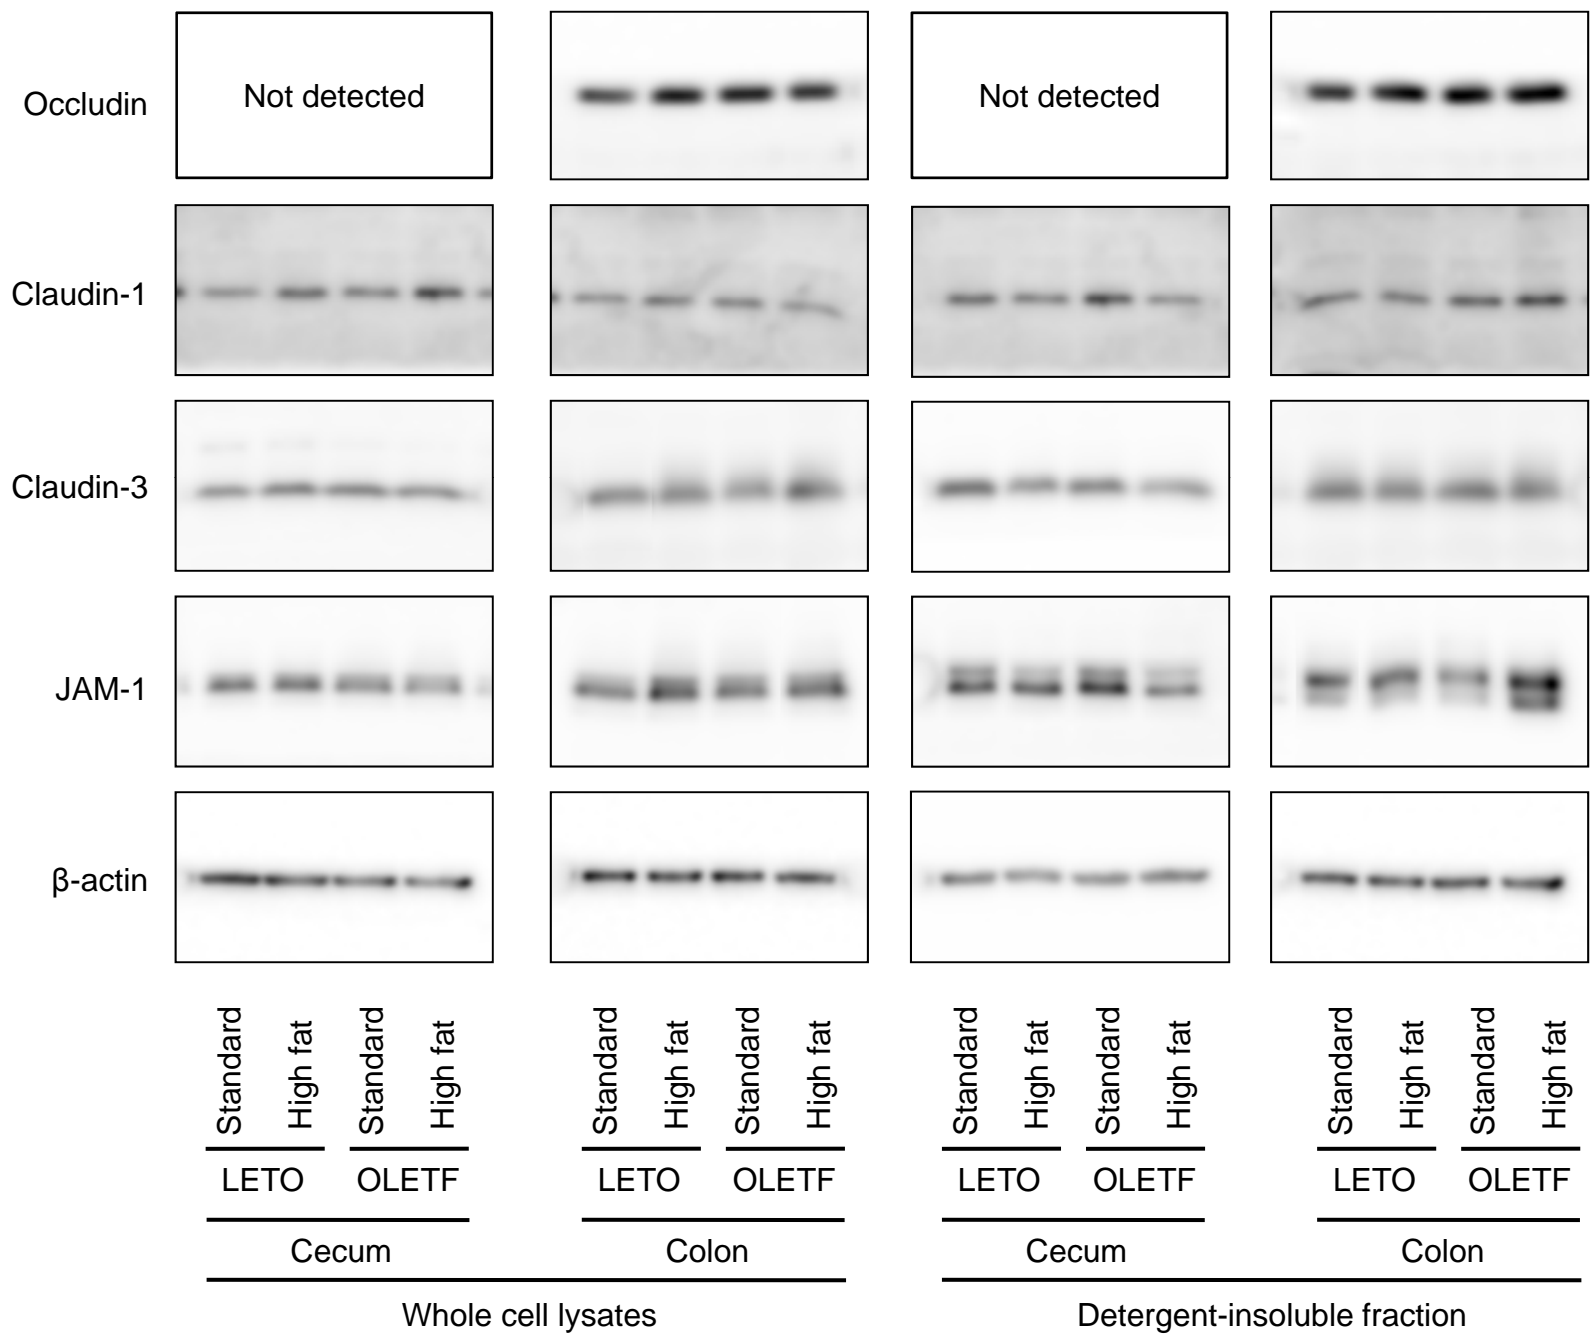 Occludin
Not detected
Not detected
Claudin-1
Claudin-3
JAM-1
β-actin
Standard
High fat
Standard
High fat
Standard
High fat
Standard
High fat
Standard
High fat
Standard
High fat
Standard
High fat
Standard
High fat
LETO OLETF LETO OLETF LETO OLETF LETO OLETF
Cecum Colon Cecum Colon
Whole cell lysates Detergent-insoluble fraction